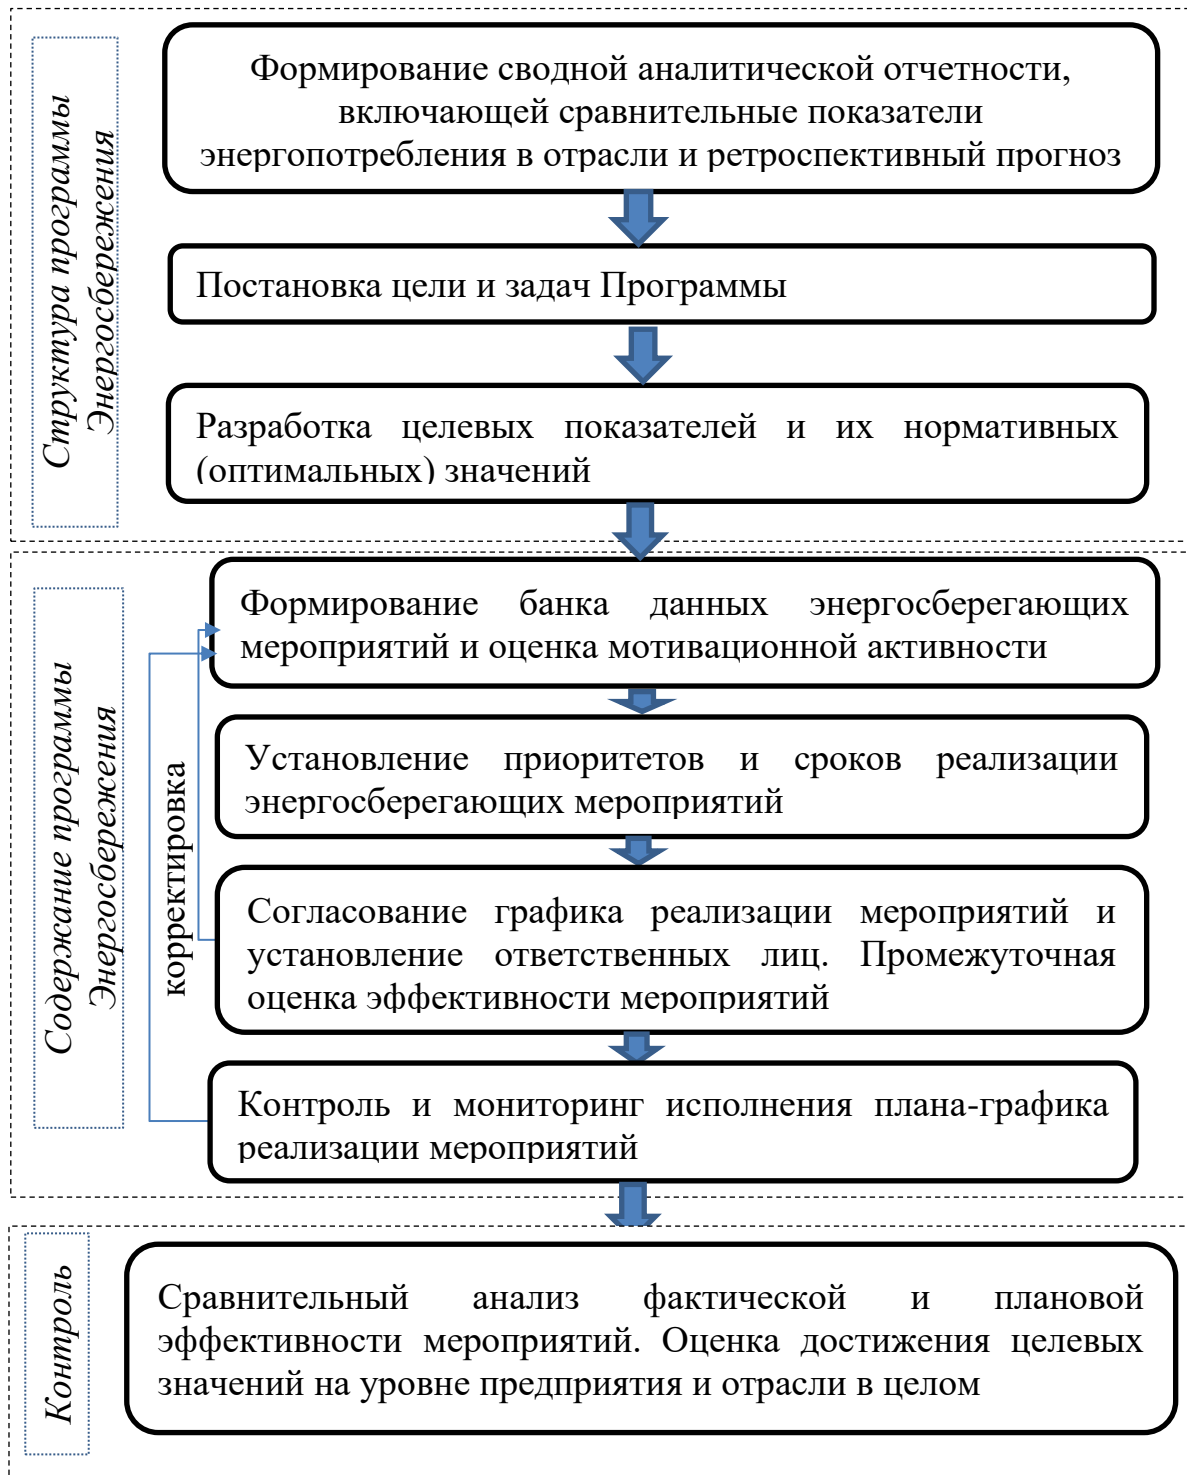 Структура программы
Энергосбережения
Формирование сводной аналитической отчетности,
включающей сравнительные показатели
энергопотребления в отрасли и ретроспективный прогноз
Постановка цели и задач Программы
Разработка целевых показателей и их нормативных
(оптимальных) значений
Содержание программы
Энергосбережения
корректировка
Формирование банка данных энергосберегающих
мероприятий и оценка мотивационной активности
Установление приоритетов и сроков реализации
энергосберегающих мероприятий
Согласование графика реализации мероприятий и
установление ответственных лиц. Промежуточная
оценка эффективности мероприятий
Контроль и мониторинг исполнения плана-графика
реализации мероприятий
Контроль
Сравнительный анализ фактической и плановой
эффективности мероприятий. Оценка достижения целевых
значений на уровне предприятия и отрасли в целом